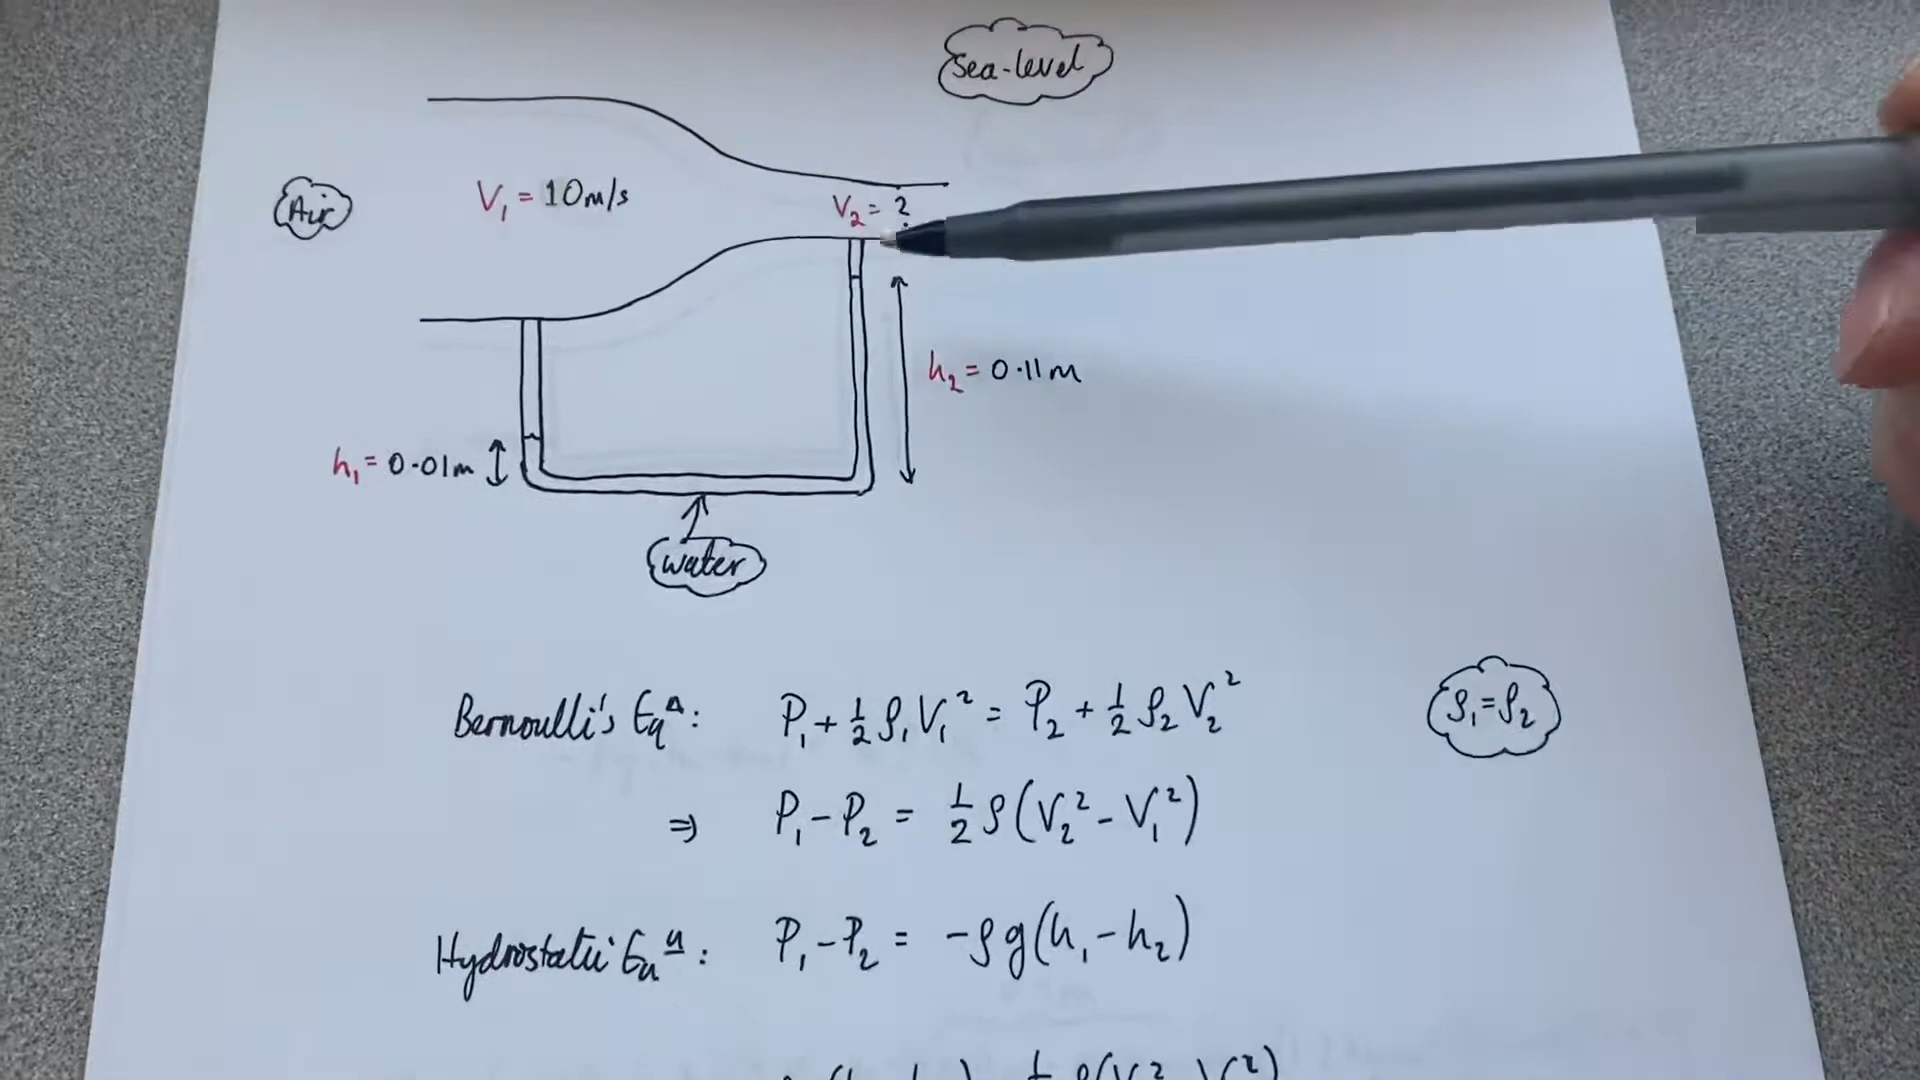 Sea-level
Air
V₁ = 10m/s
V₂ = ?
h₂ = 0.11m
h₁ = 0.01m
water
Bernoulli's Eqⁿ: P₁ + ½ρ₁V₁² = P₂ + ½ρ₂V₂²
ρ₁=ρ₂
⇒ P₁-P₂ = ½ρ(V₂²-V₁²)
Hydrostatic Eqⁿ: P₁-P₂ = -ρg(h₁-h₂)